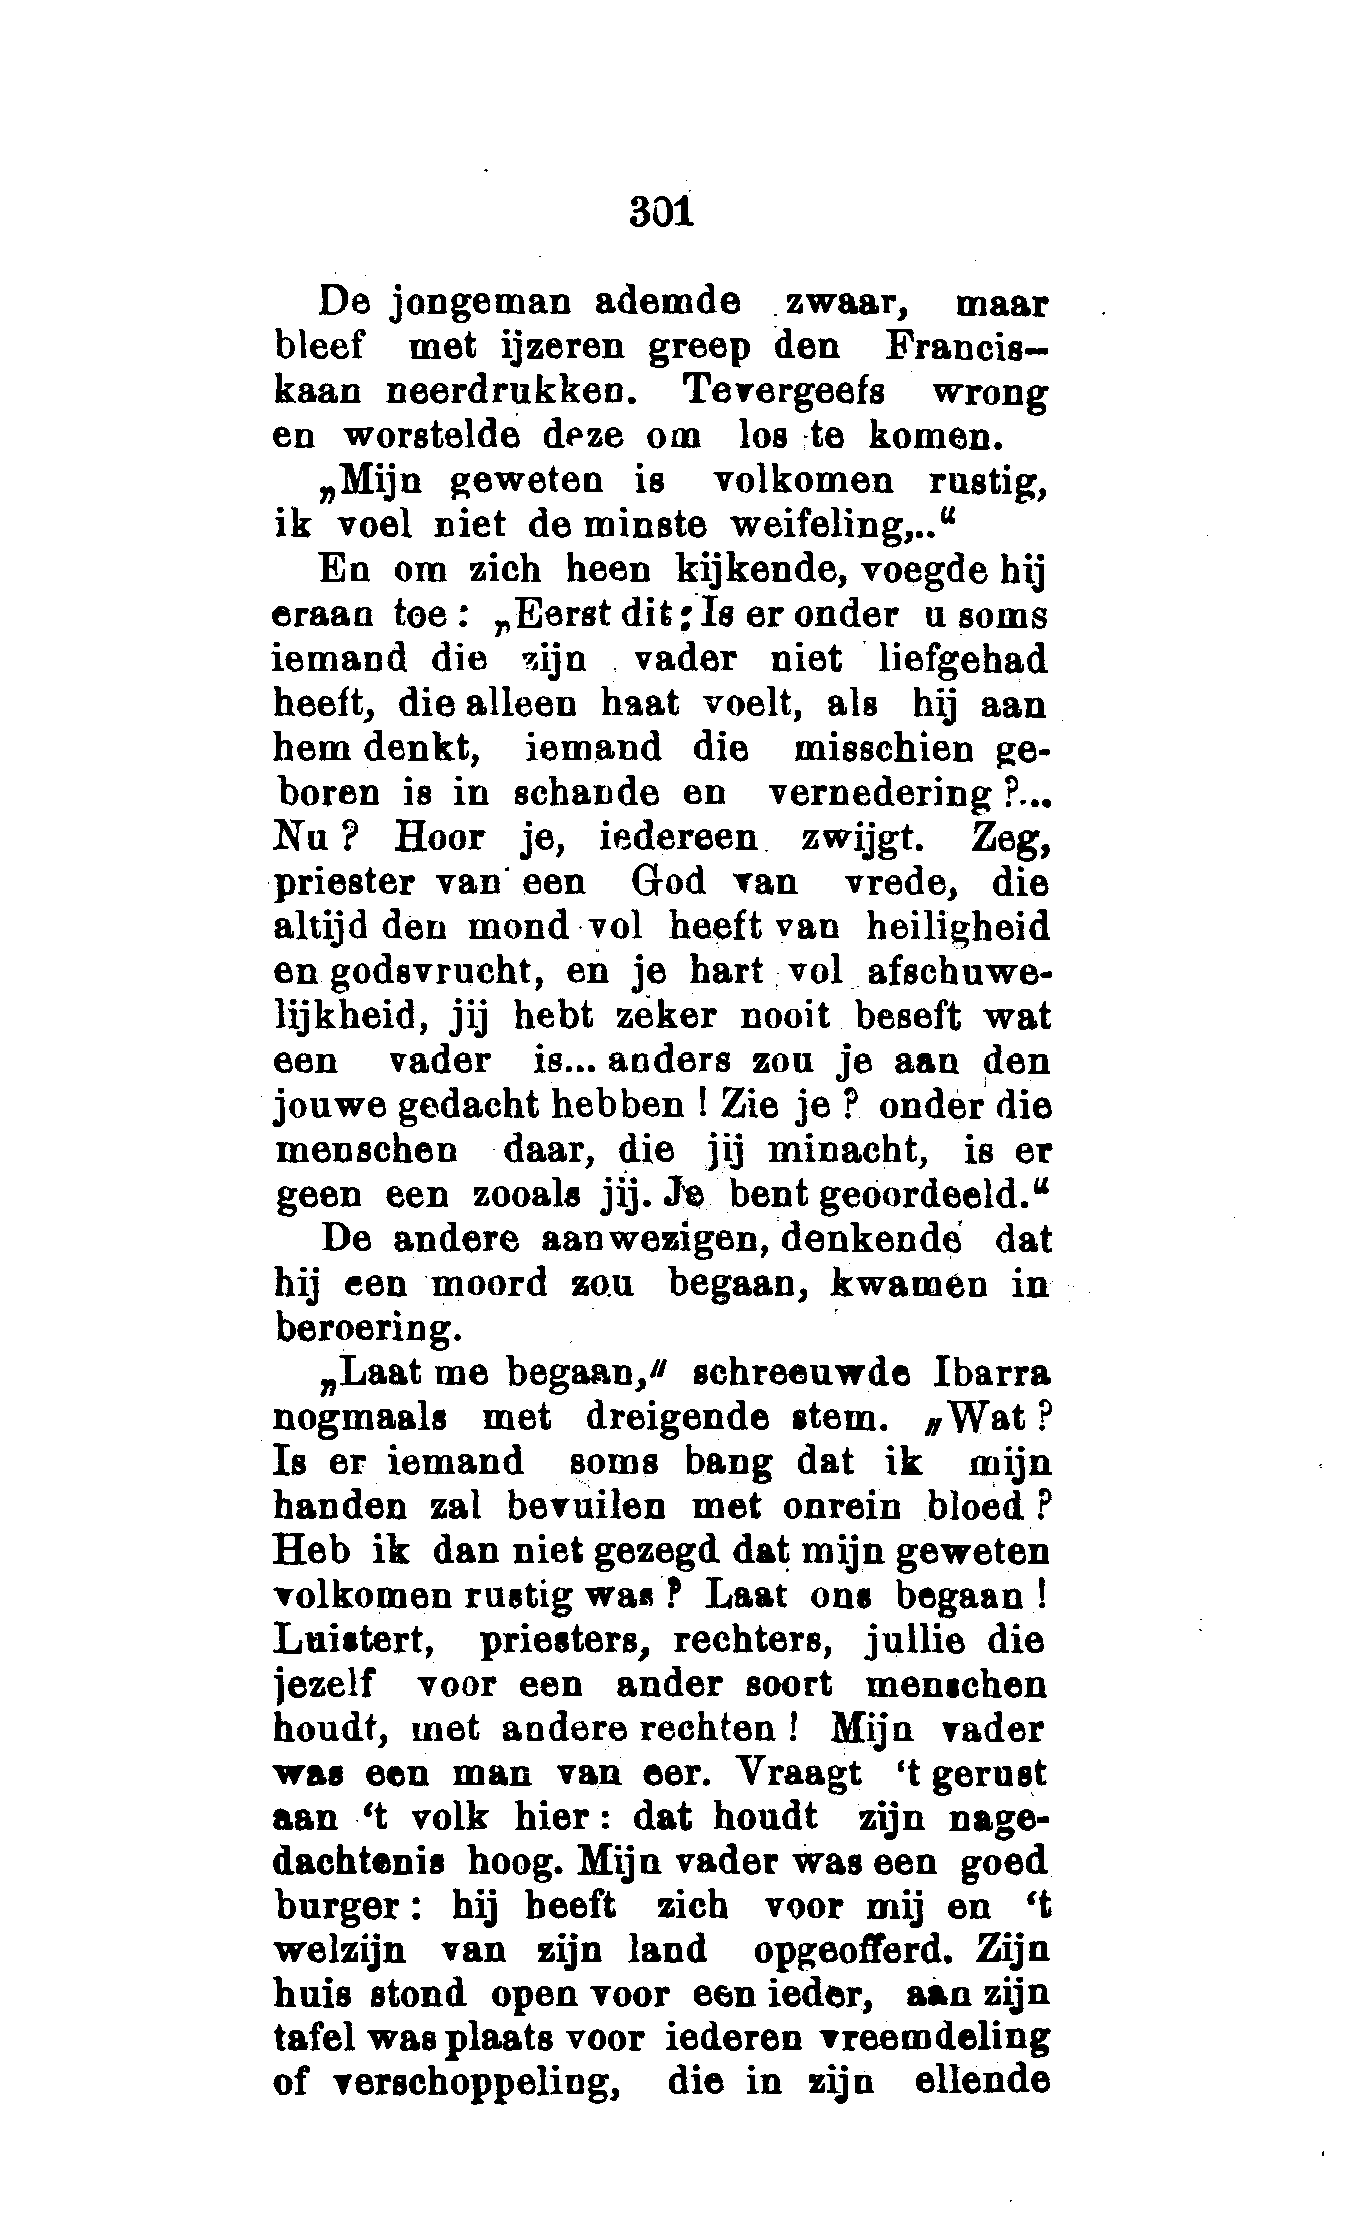 301
De jongeman ademde zwaar, maar
bleef met ijzeren greep den Francis-
kaan neerdrukken. Tevergeefs wrong
en worstelde deze om los te komen.
„Mijn geweten is volkomen rustig,
ik voel niet de minste weifeling,..“
En om zich heen kijkende, voegde hij
eraan toe : „Eerst dit: Is er onder u soms
iemand die zijn vader niet liefgehad
heeft, die alleen haat voelt, als hij aan
hem denkt, iemand die misschien ge-
boren is in schande en vernedering ?...
Nu ? Hoor je, iedereen zwijgt. Zeg,
priester van een God van vrede, die
altijd den mond vol heeft van heiligheid
en godsvrucht, en je hart vol afschuwe-
lijkheid, jij hebt zeker nooit beseft wat
een vader is... anders zou je aan den
jouwe gedacht hebben ! Zie je ? onder die
menschen daar, die jij minacht, is er
geen een zooals jij. Je bent geoordeeld.“
De andere aanwezigen, denkende dat
hij een moord zou begaan, kwamen in
beroering.
„Laat me begaan,“ schreeuwde Ibarra
nogmaals met dreigende stem. „Wat ?
Is er iemand soms bang dat ik mijn
handen zal bevuilen met onrein bloed ?
Heb ik dan niet gezegd dat mijn geweten
volkomen rustig was ? Laat ons begaan !
Luistert, priesters, rechters, jullie die
jezelf voor een ander soort menschen
houdt, met andere rechten ! Mijn vader
was een man van eer. Vraagt ‘t gerust
aan ‘t volk hier : dat houdt zijn nage-
dachtenis hoog. Mijn vader was een goed
burger : hij heeft zich voor mij en ‘t
welzijn van zijn land opgeofferd. Zijn
huis stond open voor een ieder, aan zijn
tafel was plaats voor iederen vreemdeling
of verschoppeling, die in zijn ellende